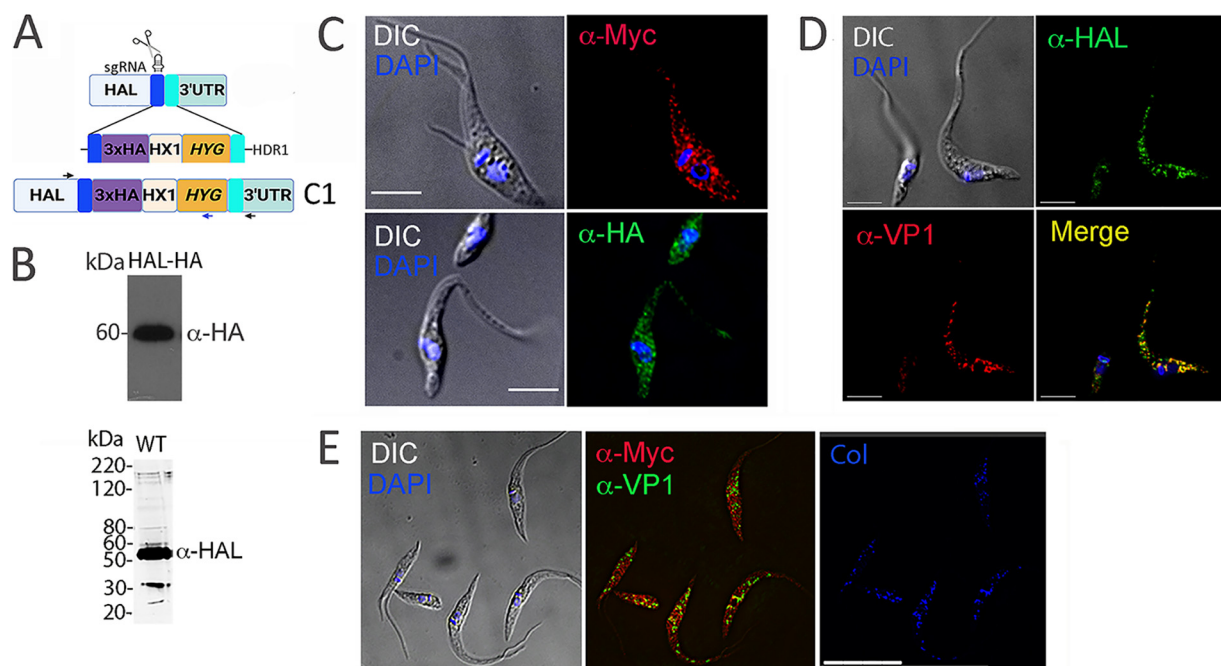 A
sgRNA
HAL 3'UTR
3xHA HX1 HYG HDR1
HAL 3xHA HX1 HYG 3'UTR C1
B
kDa HAL-HA
60- α-HA
kDa WT
220-
120-
80-
60-
50- α-HAL
30-
20-
C
DIC
DAPI
α-Myc
DIC
DAPI
α-HA
D
DIC
DAPI
α-HAL
α-VP1
Merge
E
DIC
DAPI
α-Myc
α-VP1
Col